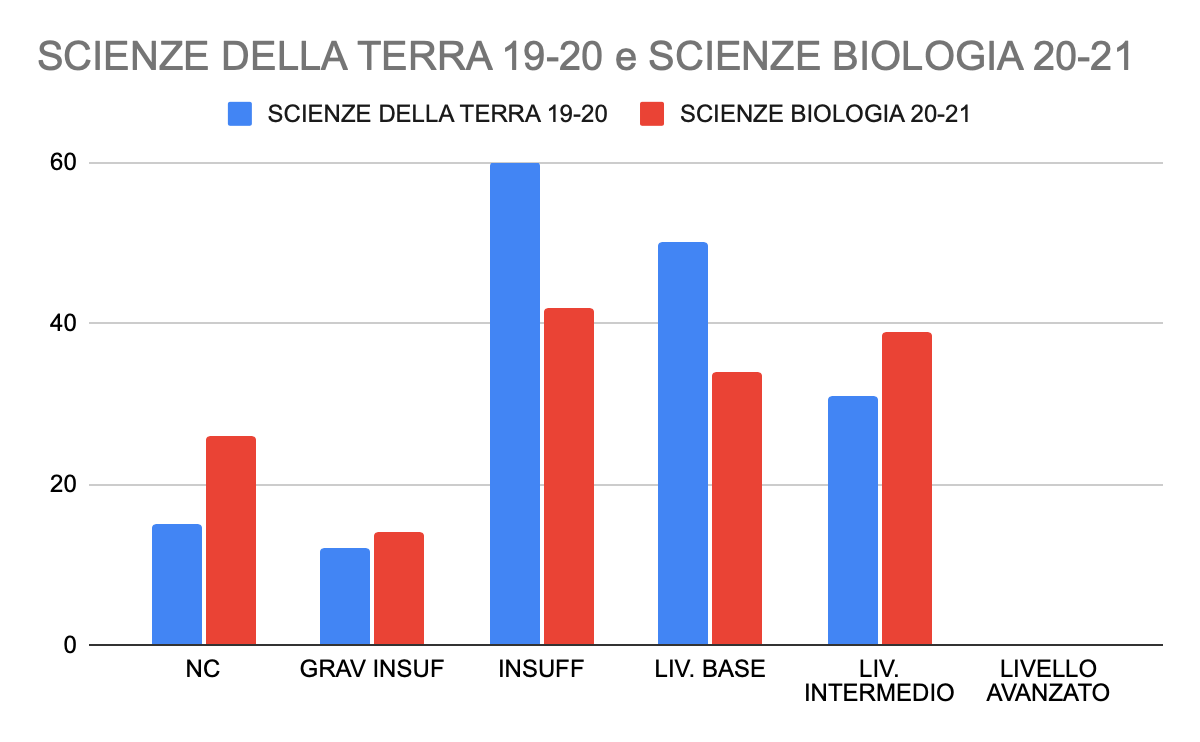 SCIENZE DELLA TERRA 19-20 e SCIENZE BIOLOGIA 20-21
SCIENZE DELLA TERRA 19-20
SCIENZE BIOLOGIA 20-21
60
40
20
0
NC
GRAV INSUF
INSUFF
LIV. BASE
LIV.
INTERMEDIO
LIVELLO
AVANZATO